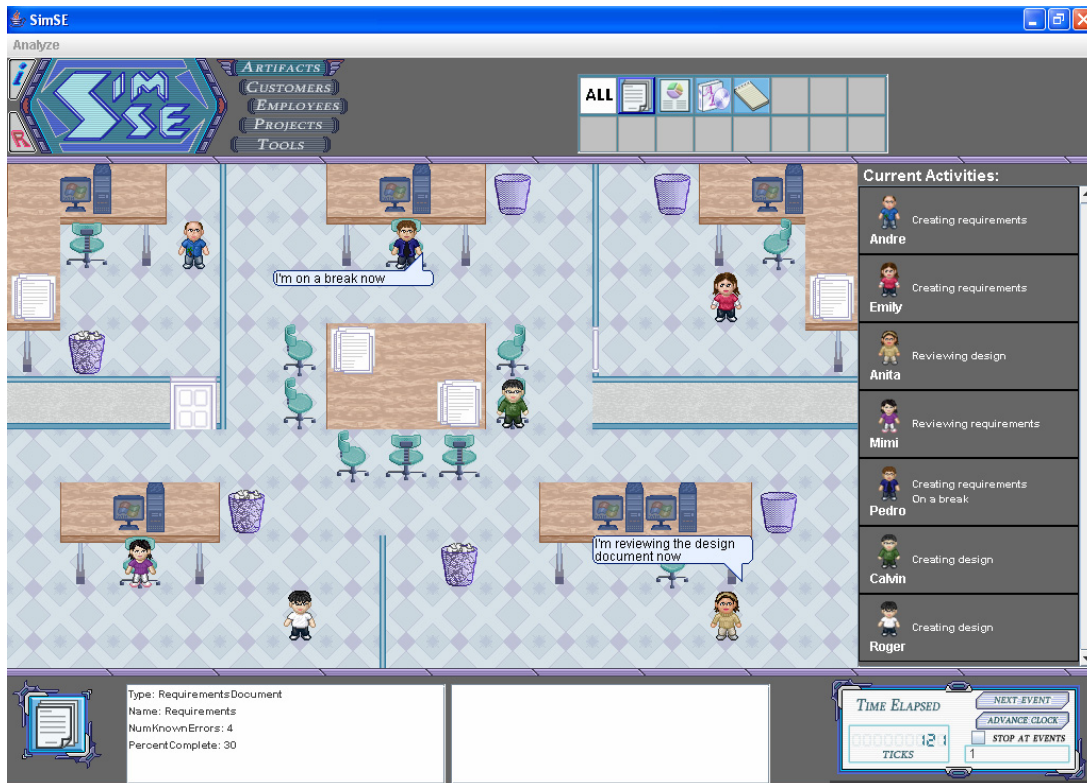 SimSE
Analyze
i
R
SIM
SE
ARTIFACTS
CUSTOMERS
EMPLOYEES
PROJECTS
TOOLS
ALL
I'm on a break now
I'm reviewing the design
document now
Current Activities:
Creating requirements
Andre
Creating requirements
Emily
Reviewing design
Anita
Reviewing requirements
Mimi
Creating requirements
On a break
Pedro
Creating design
Calvin
Creating design
Roger
Type: RequirementsDocument
Name: Requirements
NumKnownErrors: 4
PercentComplete: 30
TIME ELAPSED
000000121
TICKS
NEXT EVENT
ADVANCE CLOCK
STOP AT EVENTS
1